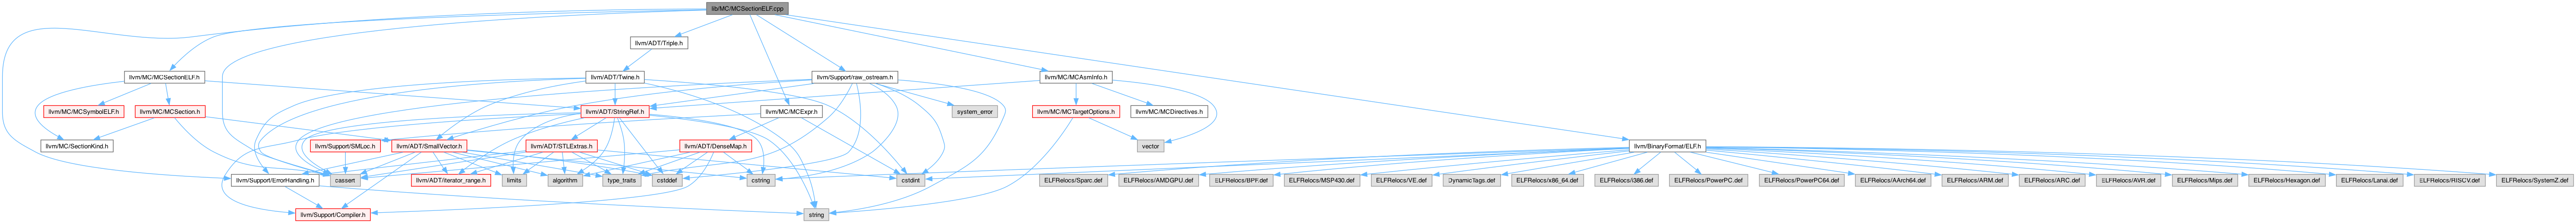 lib/MC/MCSectionELF.cpp
llvm/ADT/Triple.h
llvm/MC/MCSectionELF.h
llvm/ADT/Twine.h
llvm/Support/raw_ostream.h
llvm/MC/MCAsmInfo.h
llvm/MC/MCSymbolELF.h
llvm/MC/MCSection.h
llvm/ADT/StringRef.h
llvm/MC/MCExpr.h
system_error
llvm/MC/MCTargetOptions.h
llvm/MC/MCDirectives.h
llvm/MC/SectionKind.h
llvm/Support/SMLoc.h
llvm/ADT/SmallVector.h
llvm/ADT/STLExtras.h
llvm/ADT/DenseMap.h
vector
llvm/BinaryFormat/ELF.h
llvm/Support/ErrorHandling.h
cassert
llvm/ADT/iterator_range.h
limits
algorithm
type_traits
cstddef
cstring
cstdint
ELFRelocs/Sparc.def
ELFRelocs/AMDGPU.def
ELFRelocs/BPF.def
ELFRelocs/MSP430.def
ELFRelocs/VE.def
DynamicTags.def
ELFRelocs/x86_64.def
ELFRelocs/i386.def
ELFRelocs/PowerPC.def
ELFRelocs/PowerPC64.def
ELFRelocs/AArch64.def
ELFRelocs/ARM.def
ELFRelocs/ARC.def
ELFRelocs/AVR.def
ELFRelocs/Mips.def
ELFRelocs/Hexagon.def
ELFRelocs/Lanai.def
ELFRelocs/RISCV.def
ELFRelocs/SystemZ.def
llvm/Support/Compiler.h
string